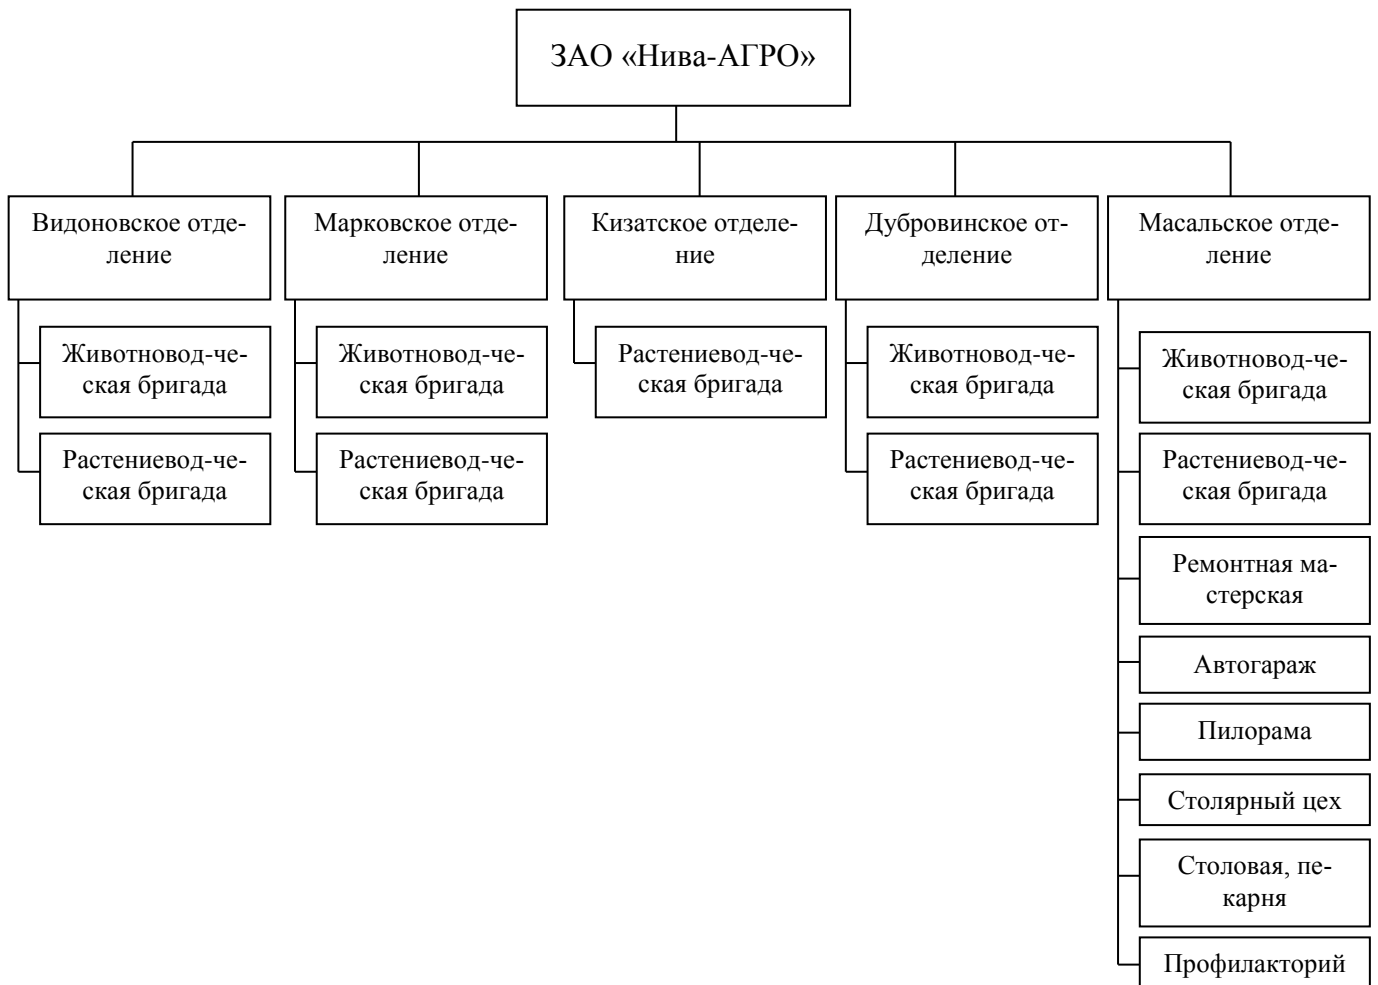 ЗАО «Нива-АГРО»
Видоновское отде-
ление
Марковское отде-
ление
Кизатское отделе-
ние
Дубровинское от-
деление
Масальское отде-
ление
Животновод-че-
ская бригада
Растениевод-че-
ская бригада
Животновод-че-
ская бригада
Растениевод-че-
ская бригада
Растениевод-че-
ская бригада
Животновод-че-
ская бригада
Растениевод-че-
ская бригада
Животновод-че-
ская бригада
Растениевод-че-
ская бригада
Ремонтная ма-
стерская
Автогараж
Пилорама
Столярный цех
Столовая, пе-
карня
Профилакторий